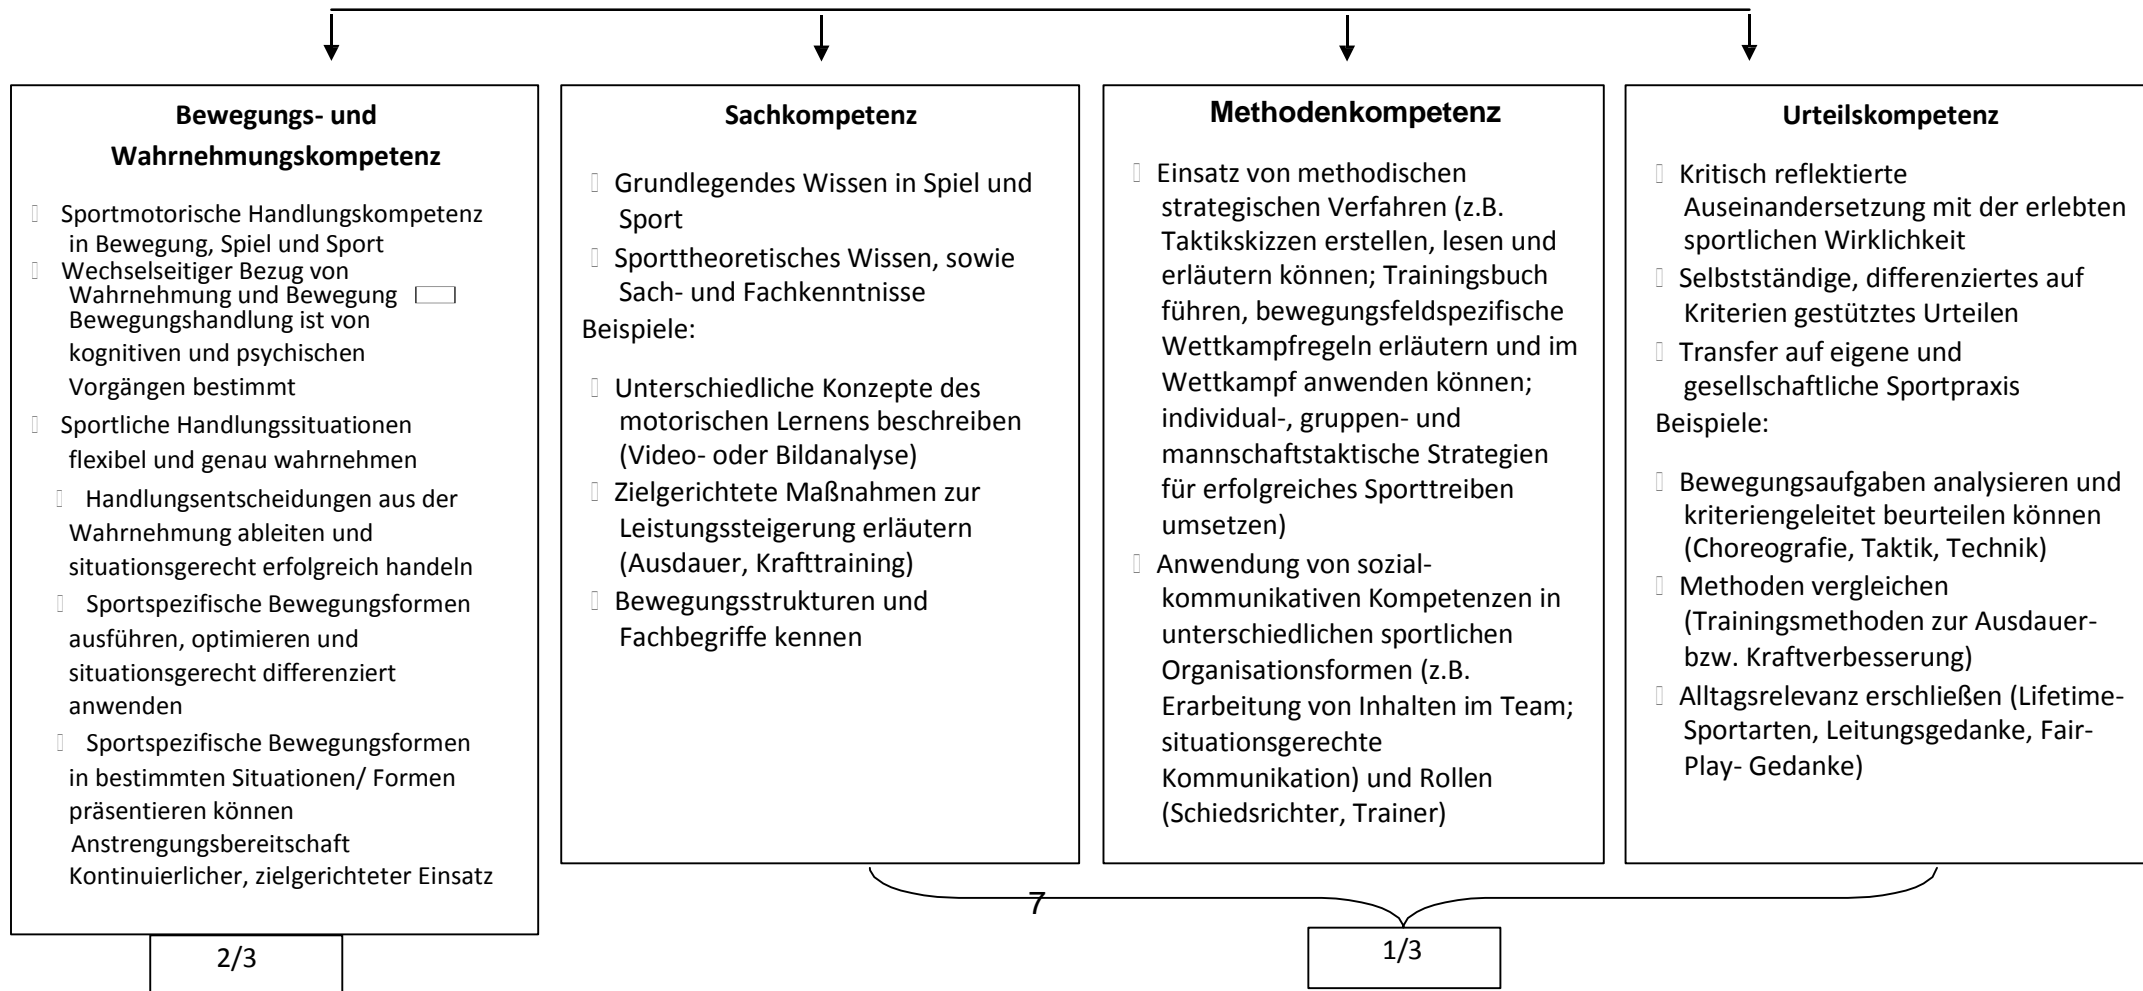 Bewegungs- und
Wahrnehmungskompetenz
Sportmotorische Handlungskompetenz
in Bewegung, Spiel und Sport
Wechselseitiger Bezug von
Wahrnehmung und Bewegung
Bewegungshandlung ist von
kognitiven und psychischen
Vorgängen bestimmt
Sportliche Handlungssituationen
flexibel und genau wahrnehmen
Handlungsentscheidungen aus der
Wahrnehmung ableiten und
situationsgerecht erfolgreich handeln
Sportspezifische Bewegungsformen
ausführen, optimieren und
situationsgerecht differenziert
anwenden
Sportspezifische Bewegungsformen
in bestimmten Situationen/ Formen
präsentieren können
Anstrengungsbereitschaft
Kontinuierlicher, zielgerichteter Einsatz
2/3
Sachkompetenz
Grundlegendes Wissen in Spiel und
Sport
Sporttheoretisches Wissen, sowie
Sach- und Fachkenntnisse
Beispiele:
Unterschiedliche Konzepte des
motorischen Lernens beschreiben
(Video- oder Bildanalyse)
Zielgerichtete Maßnahmen zur
Leistungssteigerung erläutern
(Ausdauer, Krafttraining)
Bewegungsstrukturen und
Fachbegriffe kennen
Methodenkompetenz
Einsatz von methodischen
strategischen Verfahren (z.B.
Taktikskizzen erstellen, lesen und
erläutern können; Trainingsbuch
führen, bewegungsfeldspezifische
Wettkampfregeln erläutern und im
Wettkampf anwenden können;
individual-, gruppen- und
mannschaftstaktische Strategien
für erfolgreiches Sporttreiben
umsetzen)
Anwendung von sozial-
kommunikativen Kompetenzen in
unterschiedlichen sportlichen
Organisationsformen (z.B.
Erarbeitung von Inhalten im Team;
situationsgerechte
Kommunikation) und Rollen
(Schiedsrichter, Trainer)
Urteilskompetenz
Kritisch reflektierte
Auseinandersetzung mit der erlebten
sportlichen Wirklichkeit
Selbstständige, differenziertes auf
Kriterien gestütztes Urteilen
Transfer auf eigene und
gesellschaftliche Sportpraxis
Beispiele:
Bewegungsaufgaben analysieren und
kriteriengeleitet beurteilen können
(Choreografie, Taktik, Technik)
Methoden vergleichen
(Trainingsmethoden zur Ausdauer-
bzw. Kraftverbesserung)
Alltagsrelevanz erschließen (Lifetime-
Sportarten, Leitungsgedanke, Fair-
Play- Gedanke)
7
1/3